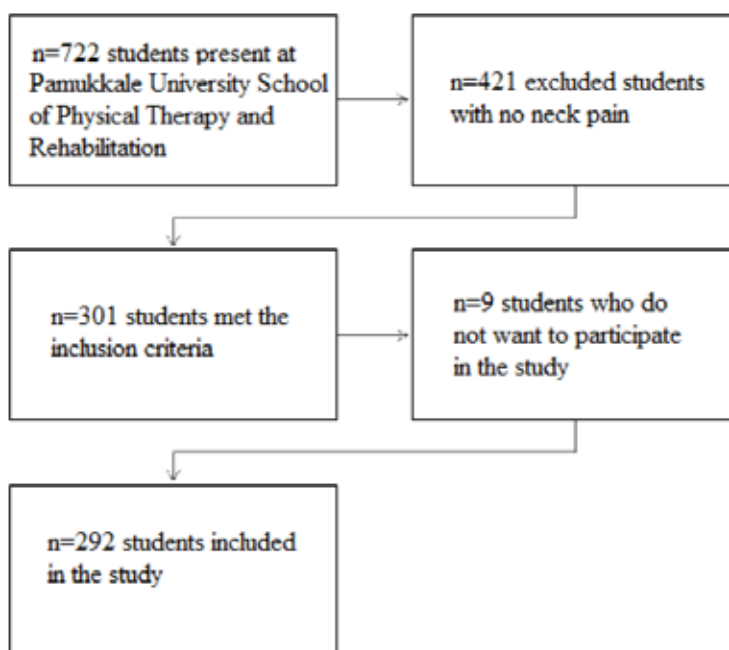 n=722 students present at
Pamukkale University School
of Physical Therapy and
Rehabilitation
n=421 excluded students
with no neck pain
n=301 students met the
inclusion criteria
n=9 students who do
not want to participate
in the study
n=292 students included
in the study